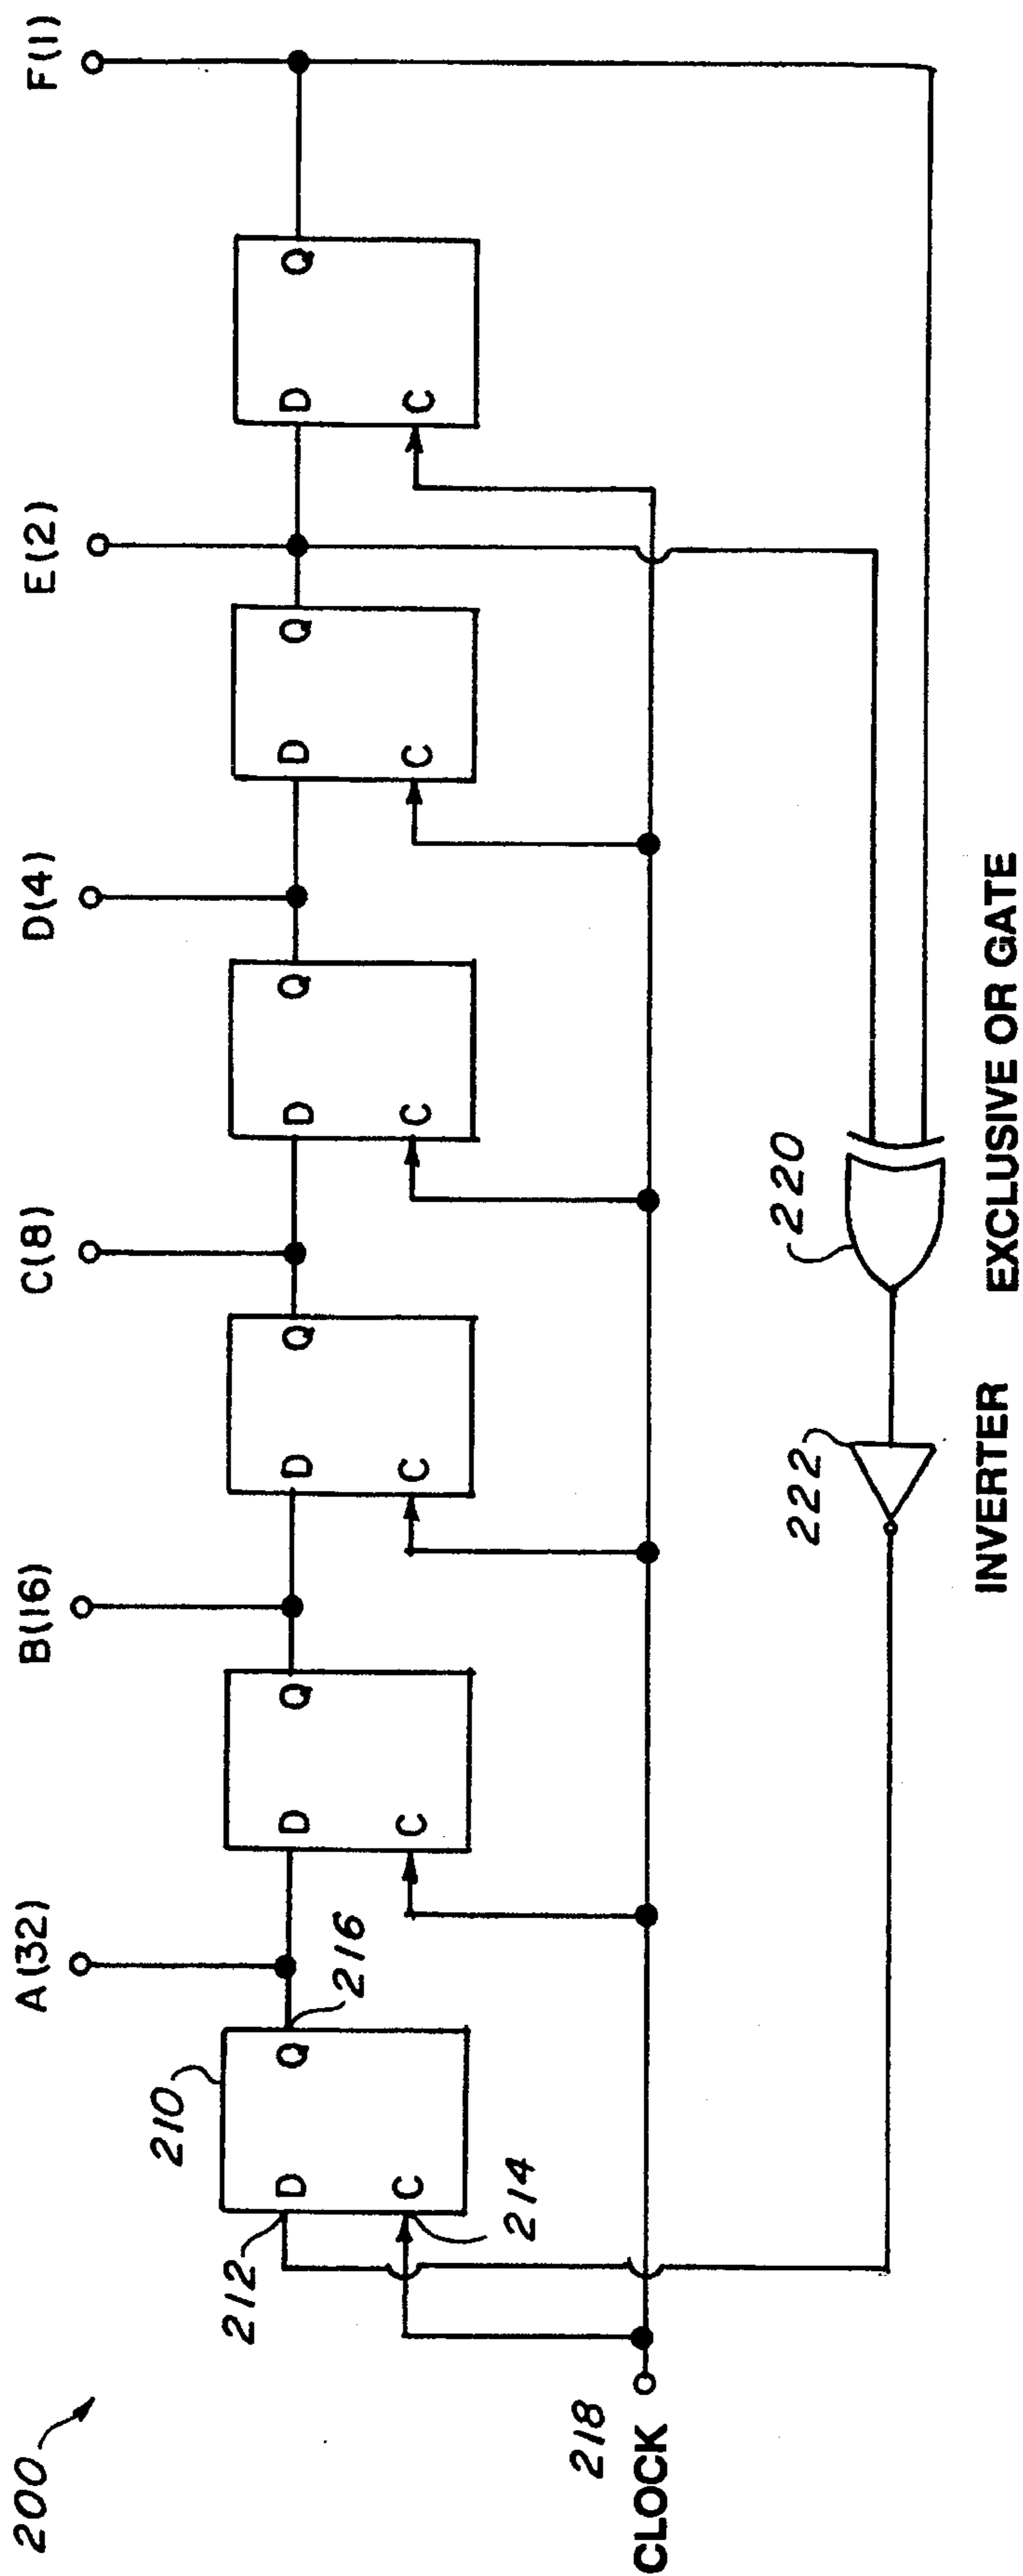 200
A(32)
B(16)
C(8)
D(4)
E(2)
F(1)
210
212
D
Q
C
214
216
D
Q
C
D
Q
C
D
Q
C
D
Q
C
D
Q
C
218
CLOCK
222
220
INVERTER
EXCLUSIVE OR GATE